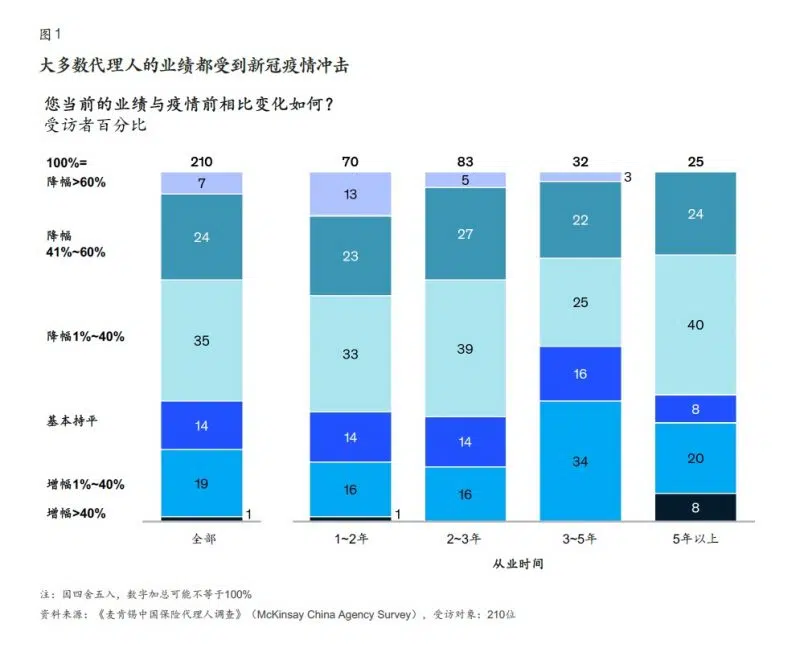 图1
大多数代理人的业绩都受到新冠疫情冲击
您当前的业绩与疫情前相比变化如何？
受访者百分比
100%= 210 70 83 32 25
降幅>60% 7 13 5 3
降幅
41%~60% 24 23 27 22 24
降幅1%~40% 35 33 39 25 40
基本持平 14 14 14 16 8
增幅1%~40% 19 16 16 34 20
增幅>40% 1 1 8
全部 1~2年 2~3年 3~5年 5年以上
从业时间
注：因四舍五入，数字加总可能不等于100%
资料来源：《麦肯锡中国保险代理人调查》（McKinsay China Agency Survey），受访对象：210位